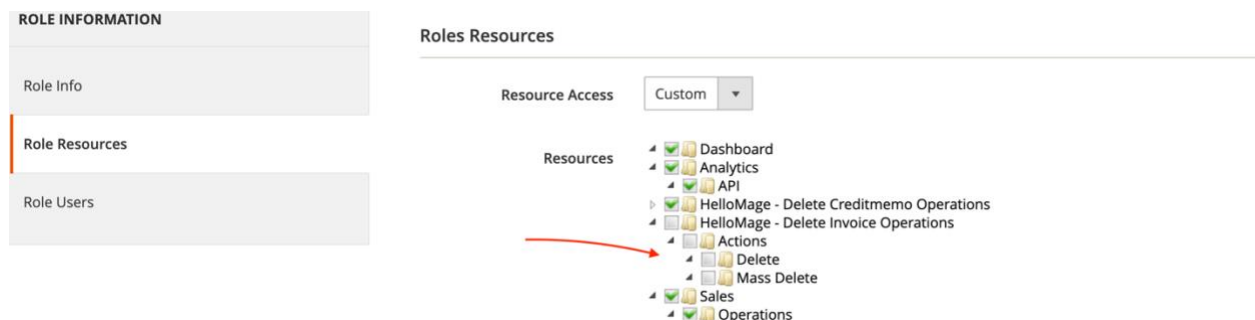 ROLE INFORMATION
Role Info
Role Resources
Role Users
Roles Resources
Resource Access Custom
Resources
Dashboard
Analytics
API
HelloMage - Delete Creditmemo Operations
HelloMage - Delete Invoice Operations
Actions
Delete
Mass Delete
Sales
Operations